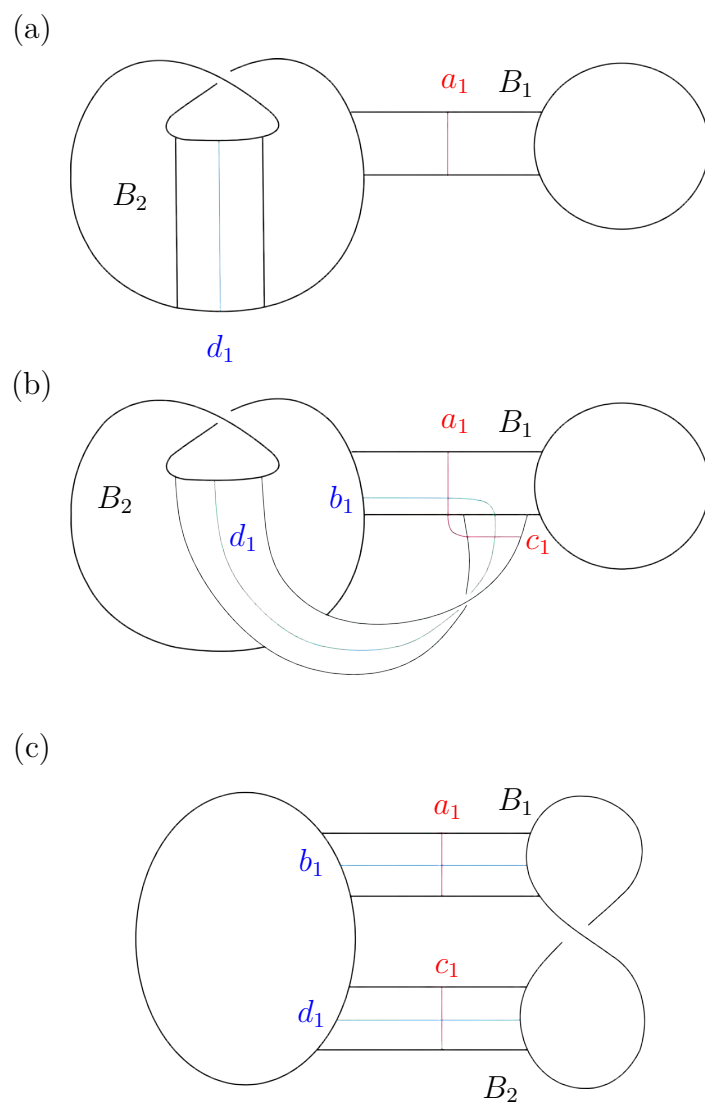 (a)
a₁ B₁
B₂
d₁
(b)
a₁ B₁
B₂ b₁
d₁ c₁
(c)
a₁ B₁
b₁
c₁
d₁
B₂